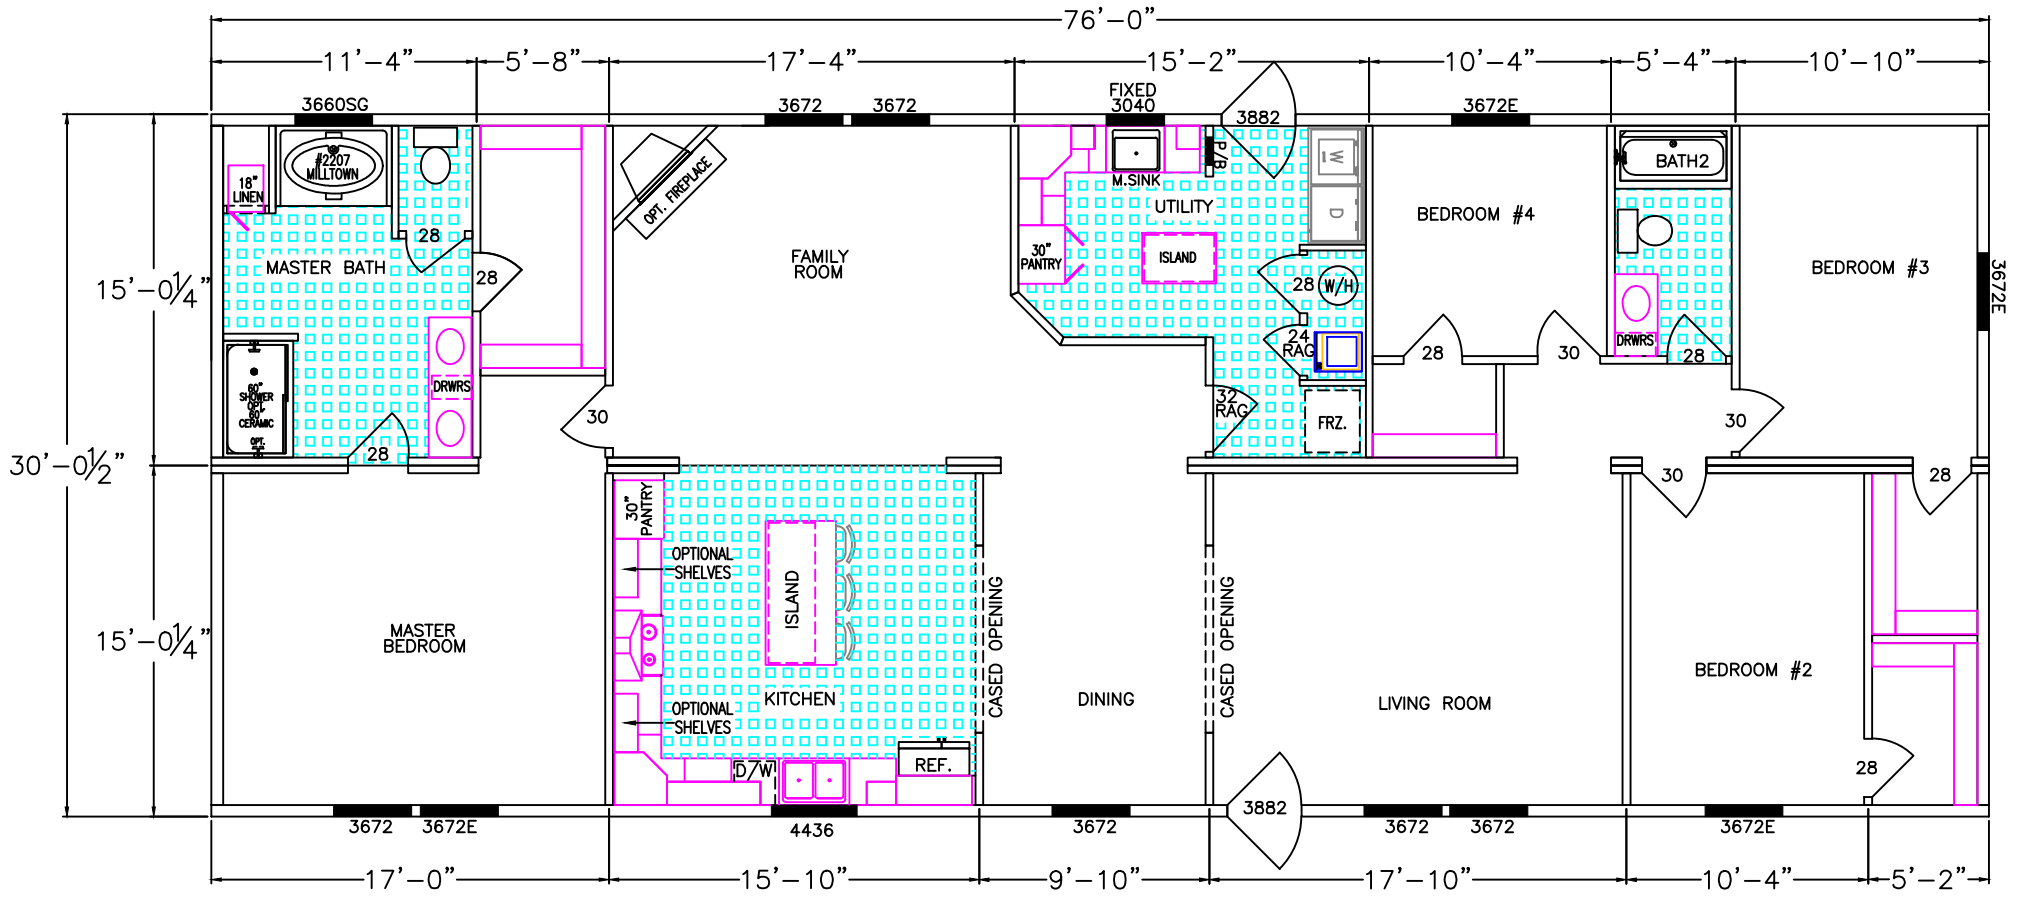 76'-0"
11'-4" 5'-8" 17'-4" 15'-2" 10'-4" 5'-4" 10'-10"
3660SG
3672 3672
FIXED
3040
3882
3672E
#2207
MILLTOWN
18"
LINEN
28
MASTER BATH
28
OPT. FIREPLACE
FAMILY
ROOM
M.SINK
P/B
UTILITY
30"
PANTRY
ISLAND
W
D
28
W/H
24
RAG
32
RAG
FRZ.
BEDROOM #4
28
30
BATH2
DRWRS
28
BEDROOM #3
3672E
30
15'-0¼"
30'-0½"
15'-0¼"
60"
SHOWER
OPT.
60"
CERAMIC
OPT.
DRWRS
28
30
30
28
30"
PANTRY
OPTIONAL
SHELVES
ISLAND
MASTER
BEDROOM
CASED OPENING
CASED OPENING
KITCHEN
DINING
LIVING ROOM
BEDROOM #2
OPTIONAL
SHELVES
D/W
REF.
28
3672 3672E
4436
3672
3882
3672 3672
3672E
17'-0" 15'-10" 9'-10" 17'-10" 10'-4" 5'-2"